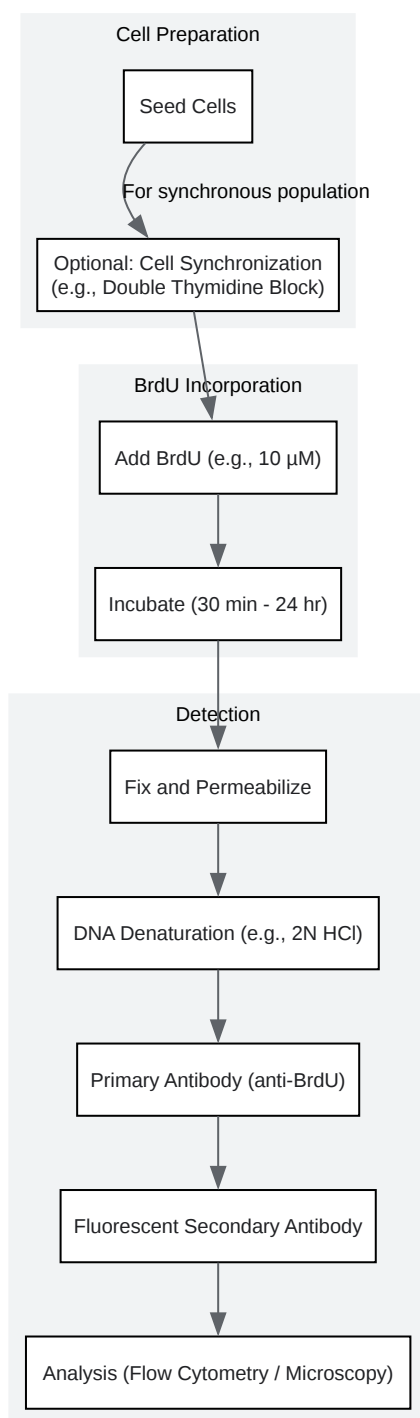 Cell Preparation
Seed Cells
For synchronous population
Optional: Cell Synchronization
(e.g., Double Thymidine Block)
BrdU Incorporation
Add BrdU (e.g., 10 µM)
Incubate (30 min - 24 hr)
Detection
Fix and Permeabilize
DNA Denaturation (e.g., 2N HCl)
Primary Antibody (anti-BrdU)
Fluorescent Secondary Antibody
Analysis (Flow Cytometry / Microscopy)